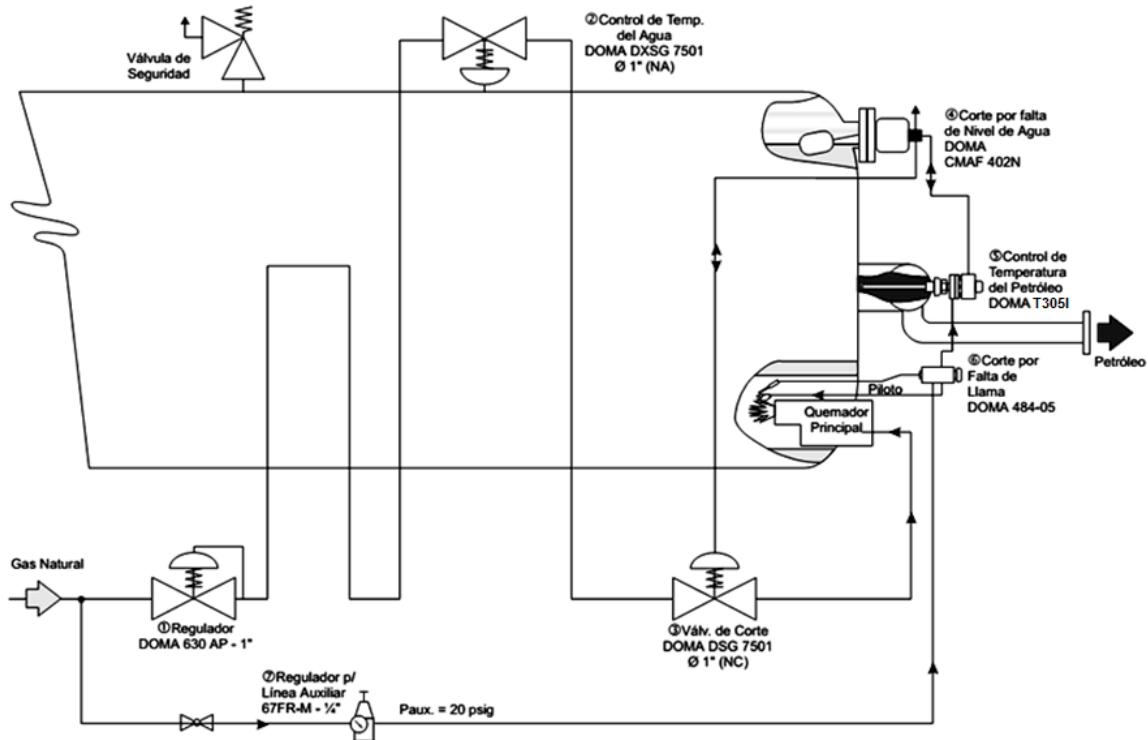 Válvula de
Seguridad
②Control de Temp.
del Agua
DOMA DXSG 7501
Ø 1" (NA)
④Corte por falta
de Nivel de Agua
DOMA
CMAF 402N
⑤Control de
Temperatura
del Petróleo
DOMA T305I
Petróleo
⑥Corte por
Falta de
Llama
DOMA 484-05
Piloto
Quemador
Principal
Gas Natural
①Regulador
DOMA 630 AP - 1"
③Válv. de Corte
DOMA DSG 7501
Ø 1" (NC)
⑦Regulador p/
Línea Auxiliar
67FR-M - ¼"
Paux. = 20 psig